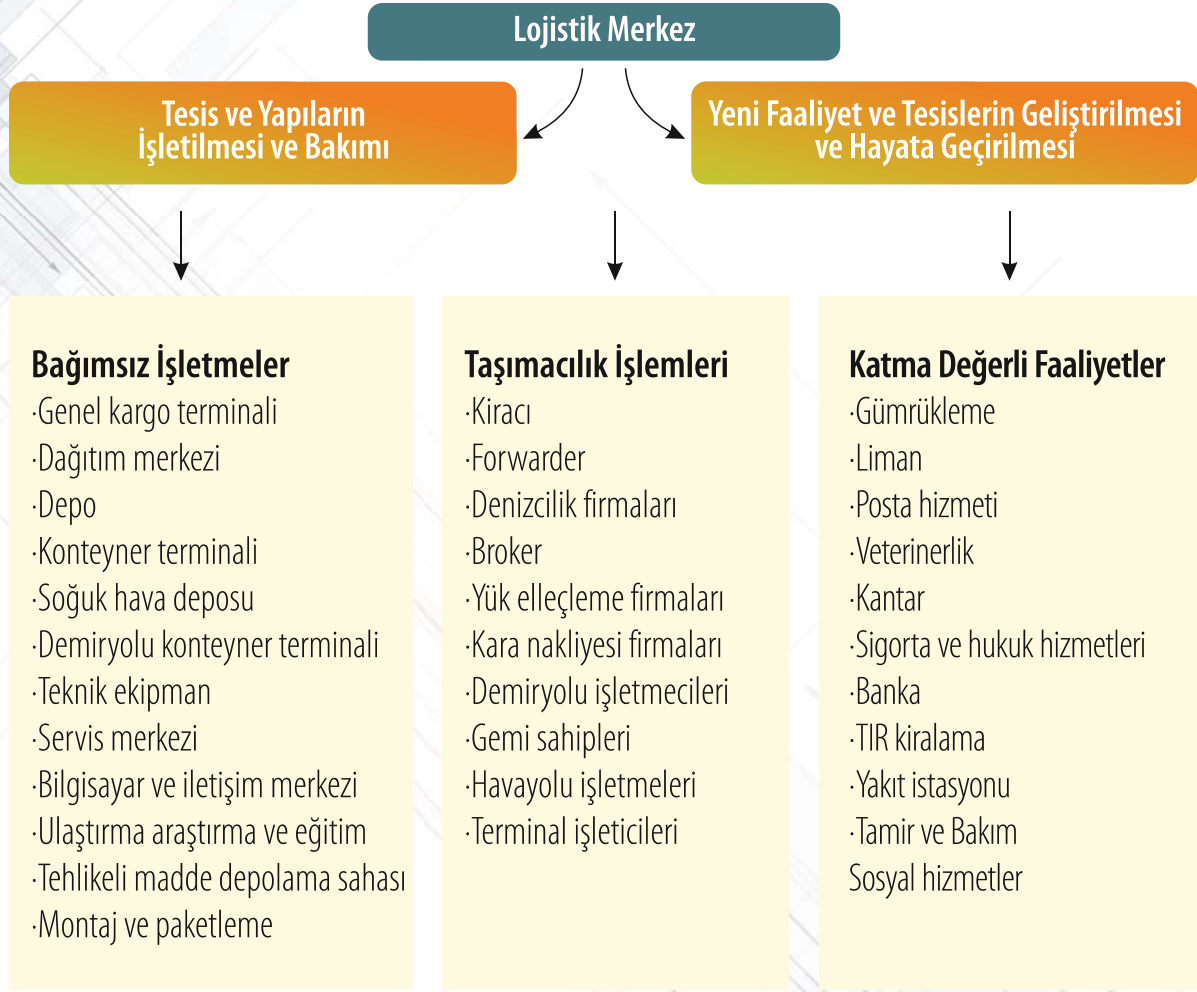 Lojistik Merkez
Tesis ve Yapıların
İşletilmesi ve Bakımı
Yeni Faaliyet ve Tesislerin Geliştirilmesi
ve Hayata Geçirilmesi
Bağımsız İşletmeler
·Genel kargo terminali
·Dağıtım merkezi
·Depo
·Konteyner terminali
·Soğuk hava deposu
·Demiryolu konteyner terminali
·Teknik ekipman
·Servis merkezi
·Bilgisayar ve iletişim merkezi
·Ulaştırma araştırma ve eğitim
·Tehlikeli madde depolama sahası
·Montaj ve paketleme
Taşımacılık İşlemleri
·Kiracı
·Forwarder
·Denizcilik firmaları
·Broker
·Yük elleçleme firmaları
·Kara nakliyesi firmaları
·Demiryolu işletmecileri
·Gemi sahipleri
·Havayolu işletmeleri
·Terminal işleticileri
Katma Değerli Faaliyetler
·Gümrükleme
·Liman
·Posta hizmeti
·Veterinerlik
·Kantar
·Sigorta ve hukuk hizmetleri
·Banka
·TIR kiralama
·Yakıt istasyonu
·Tamir ve Bakım
Sosyal hizmetler